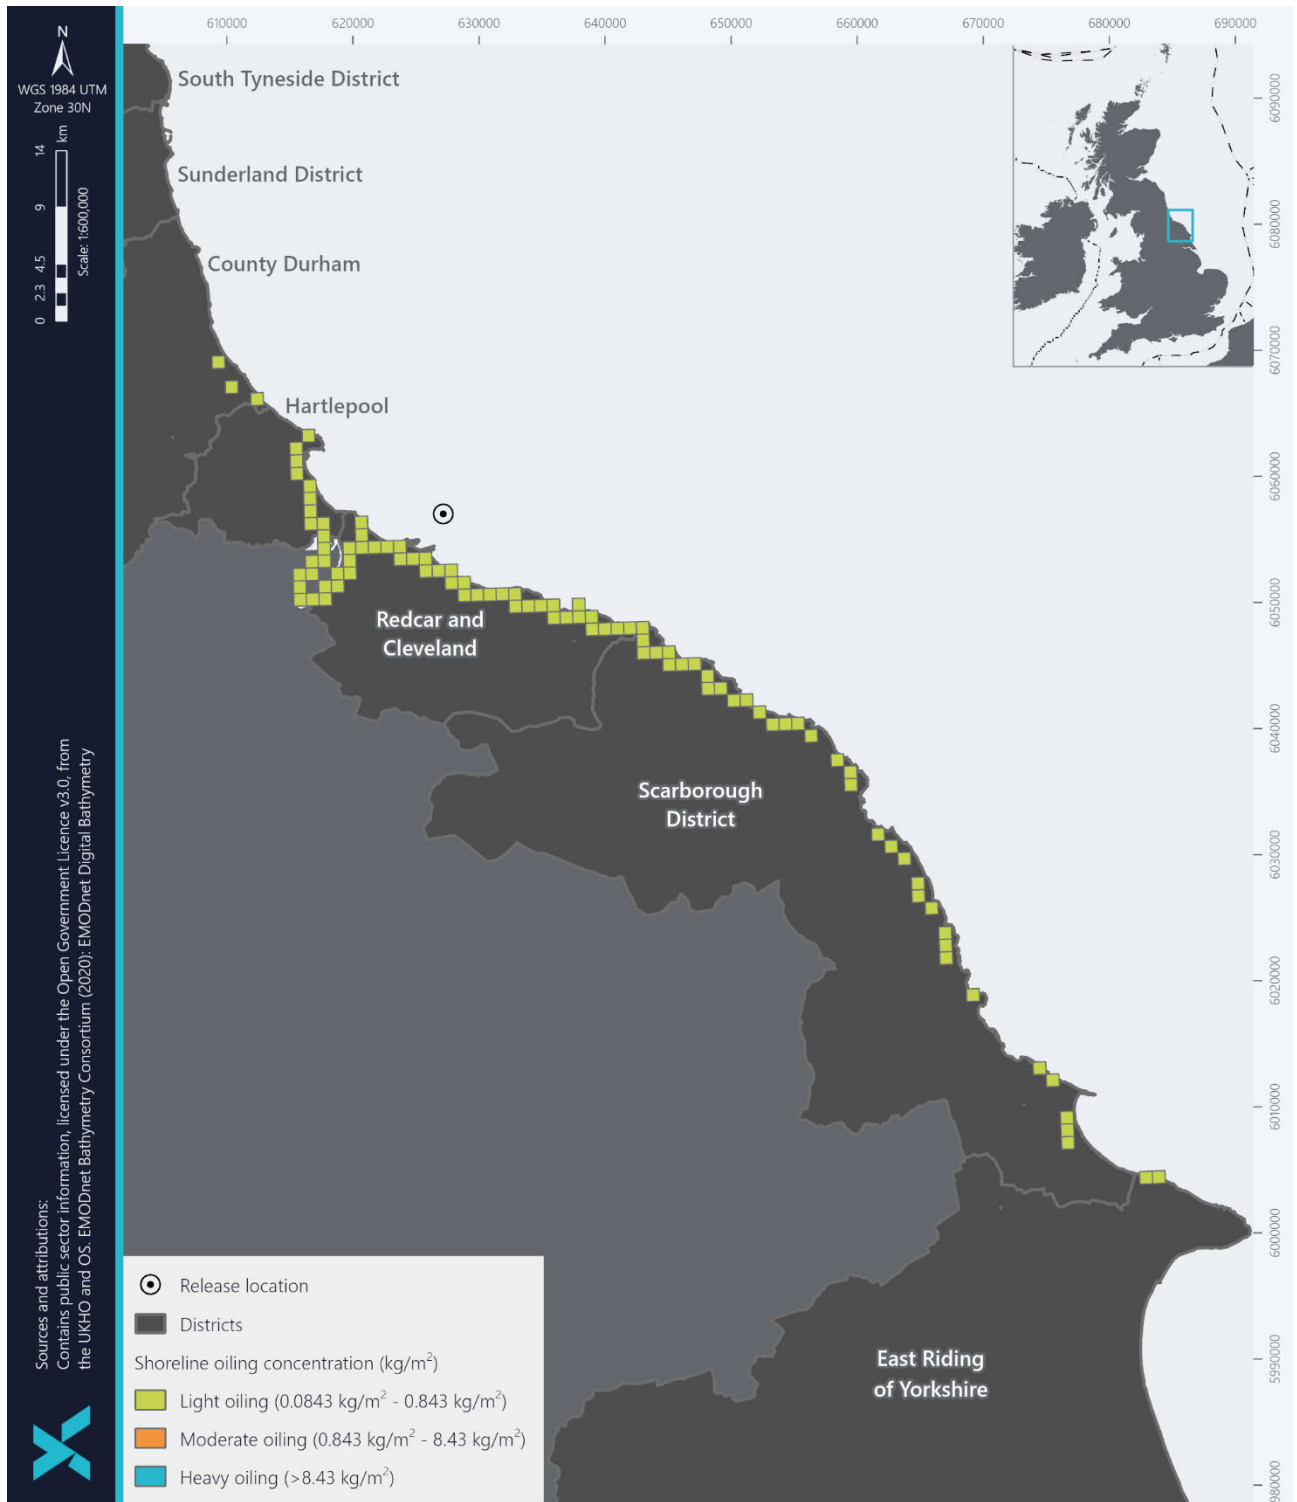 610000 620000 630000 640000 650000 660000 670000 680000 690000
N
WGS 1984 UTM
Zone 30N
0 2.3 4.5 9 14
km
Scale: 1:600,000
South Tyneside District
Sunderland District
County Durham
Hartlepool
Redcar and
Cleveland
Scarborough
District
East Riding
of Yorkshire
6090000
6080000
6070000
6060000
6050000
6040000
6030000
6020000
6010000
6000000
5990000
980000
Sources and attributions:
Contains public sector information, licensed under the Open Government Licence v3.0, from
the UKHO and OS. EMODnet Bathymetry Consortium (2020): EMODnet Digital Bathymetry
Release location
Districts
Shoreline oiling concentration (kg/m²)
Light oiling (0.0843 kg/m² - 0.843 kg/m²)
Moderate oiling (0.843 kg/m² - 8.43 kg/m²)
Heavy oiling (>8.43 kg/m²)